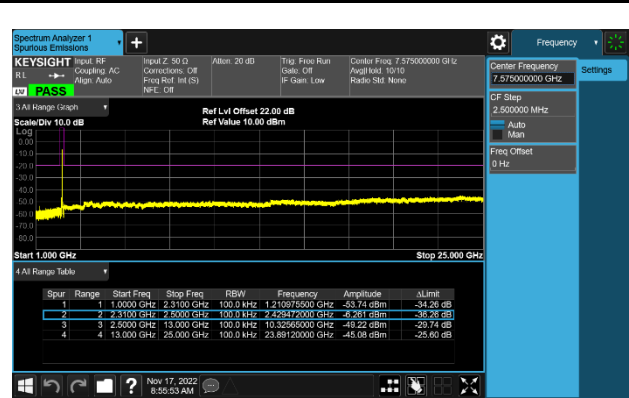 Spectrum Analyzer 1
Spurious Emissions
Frequency
KEYSIGHT Input: RF Input Z: 50 Ω Atten: 20 dB Trig: Free Run Center Freq: 7.575000000 GHz
R L Coupling: AC Corrections: Off Gate: Off Avg|Hold: 10/10
Align: Auto Freq Ref: Int (S) IF Gain: Low Radio Std: None
NFE: Off
LW PASS
Center Frequency
7.575000000 GHz
Settings
CF Step
2.500000 MHz
Auto
Man
Freq Offset
0 Hz
3 All Range Graph
Ref Lvl Offset 22.00 dB
Scale/Div 10.0 dB Ref Value 10.00 dBm
Log
0.00
-10.0
-20.0
-30.0
-40.0
-50.0
-60.0
-70.0
-80.0
Start 1.000 GHz Stop 25.000 GHz
4 All Range Table
Spur Range Start Freq Stop Freq RBW Frequency Amplitude ΔLimit
1 1 1.0000 GHz 2.3100 GHz 100.0 kHz 1.210975500 GHz -53.74 dBm -34.26 dB
2 2 2.3100 GHz 2.5000 GHz 100.0 kHz 2.429472000 GHz -6.261 dBm -36.26 dB
3 3 2.5000 GHz 13.000 GHz 100.0 kHz 10.32565000 GHz -49.22 dBm -29.74 dB
4 4 13.000 GHz 25.000 GHz 100.0 kHz 23.89120000 GHz -45.08 dBm -25.60 dB
Nov 17, 2022
8:55:53 AM